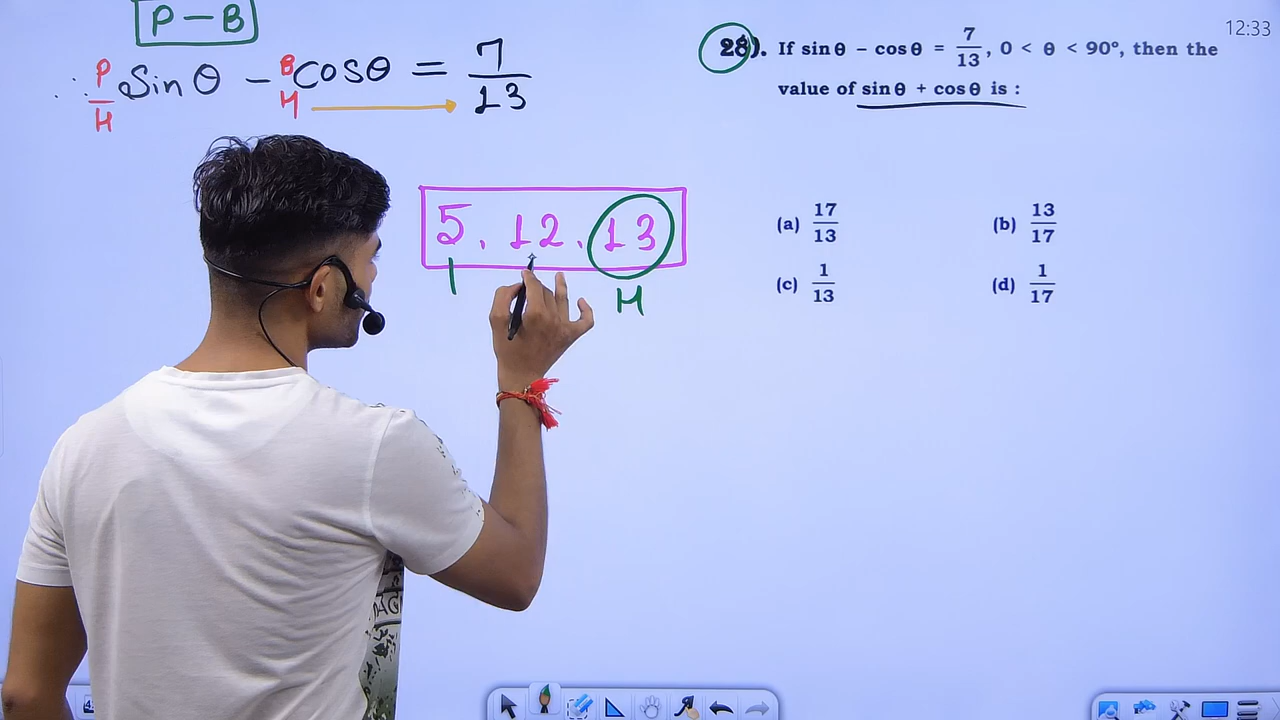 P - B
∴ P/H Sin θ - B/H Cosθ = 7/13
5, 12, 13
H
12:33
28). If sin θ - cos θ = 7/13, 0 < θ < 90°, then the
value of sin θ + cos θ is :
(a) 17/13 (b) 13/17
(c) 1/13 (d) 1/17